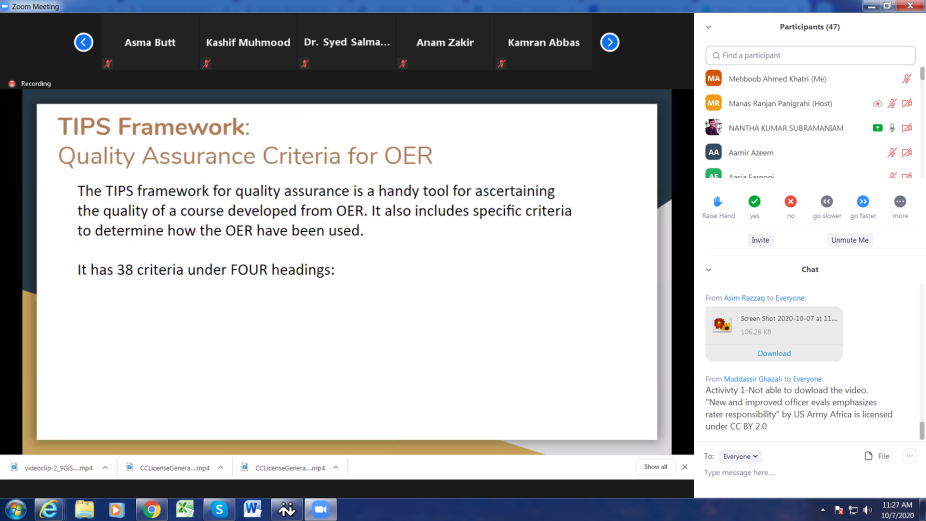 Zoom Meeting
Asma Butt
Kashif Muhmood
Dr. Syed Salma...
Anam Zakir
Kamran Abbas
Recording
TIPS Framework:
Quality Assurance Criteria for OER
The TIPS framework for quality assurance is a handy tool for ascertaining
the quality of a course developed from OER. It also includes specific criteria
to determine how the OER have been used.
It has 38 criteria under FOUR headings:
videoclip-2_9GiS....mp4
CCLicenseGenera....mp4
CCLicenseGenera....mp4
Show all
Participants (47)
Find a participant
MA Mehboob Ahmed Khatri (Me)
MR Manas Ranjan Panigrahi (Host)
NANTHA KUMAR SUBRAMANIAM
AA Aamir Azeem
AF Aasia Farooqi
Raise Hand
yes
no
go slower
go faster
more
Invite
Unmute Me
Chat
From Asim Razzaq to Everyone:
Screen Shot 2020-10-07 at 11...
106.28 KB
Download
From Muddassir Ghazali to Everyone:
Activivty 1-Not able to dowload the video.
"New and improved officer evals emphasizes
rater responsibility" by US Army Africa is licensed
under CC BY 2.0
To: Everyone
File
Type message here...
11:27 AM
10/7/2020